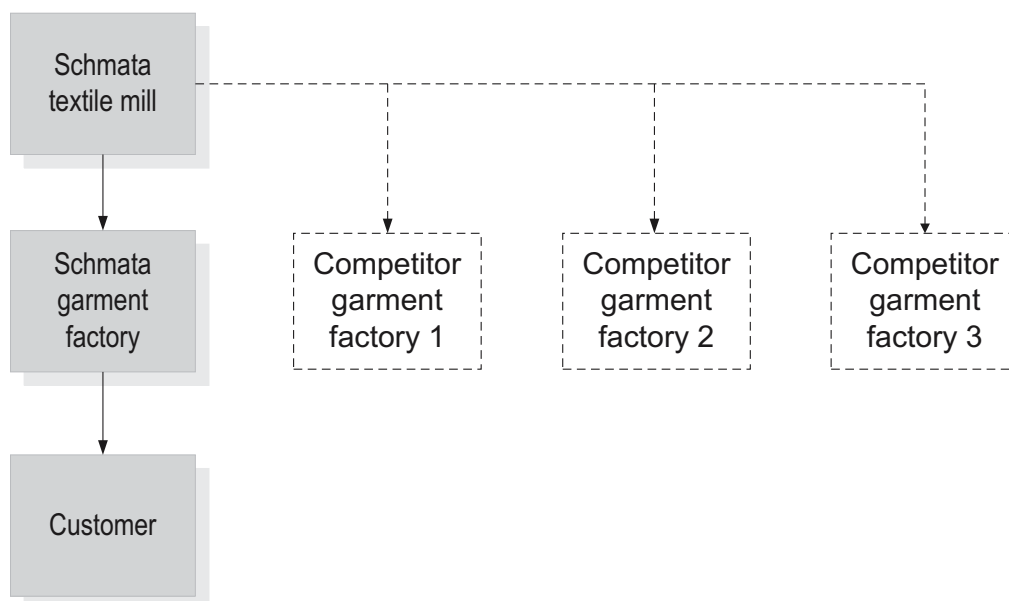 Schmata
textile mill
Schmata
garment
factory
Competitor
garment
factory 1
Competitor
garment
factory 2
Competitor
garment
factory 3
Customer